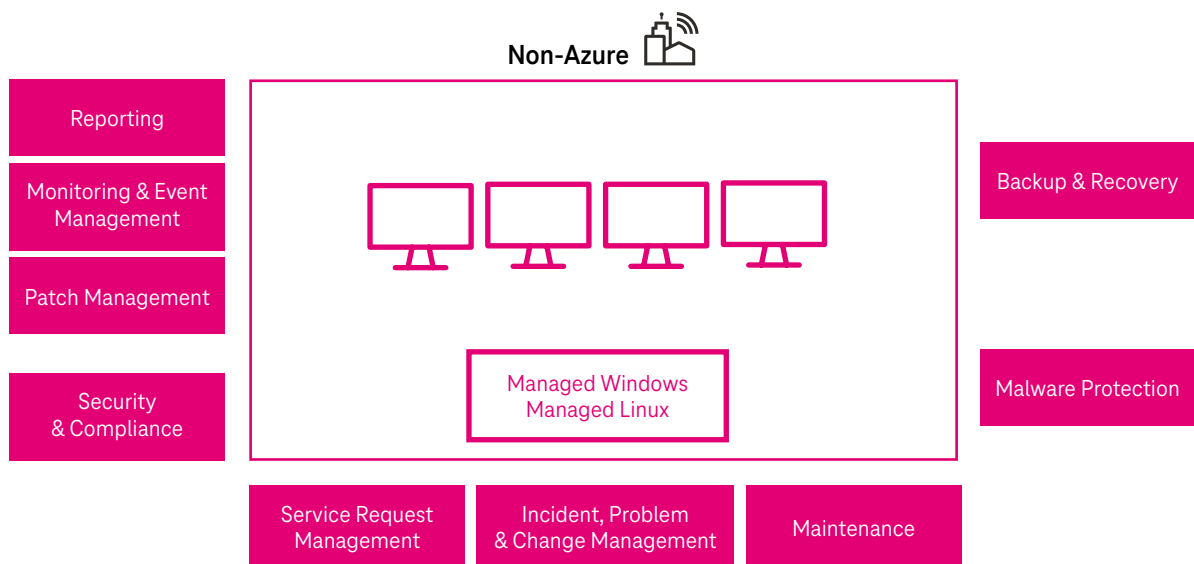 Non-Azure
Reporting
Monitoring & Event
Management
Patch Management
Security
& Compliance
Managed Windows
Managed Linux
Backup & Recovery
Malware Protection
Service Request
Management
Incident, Problem
& Change Management
Maintenance